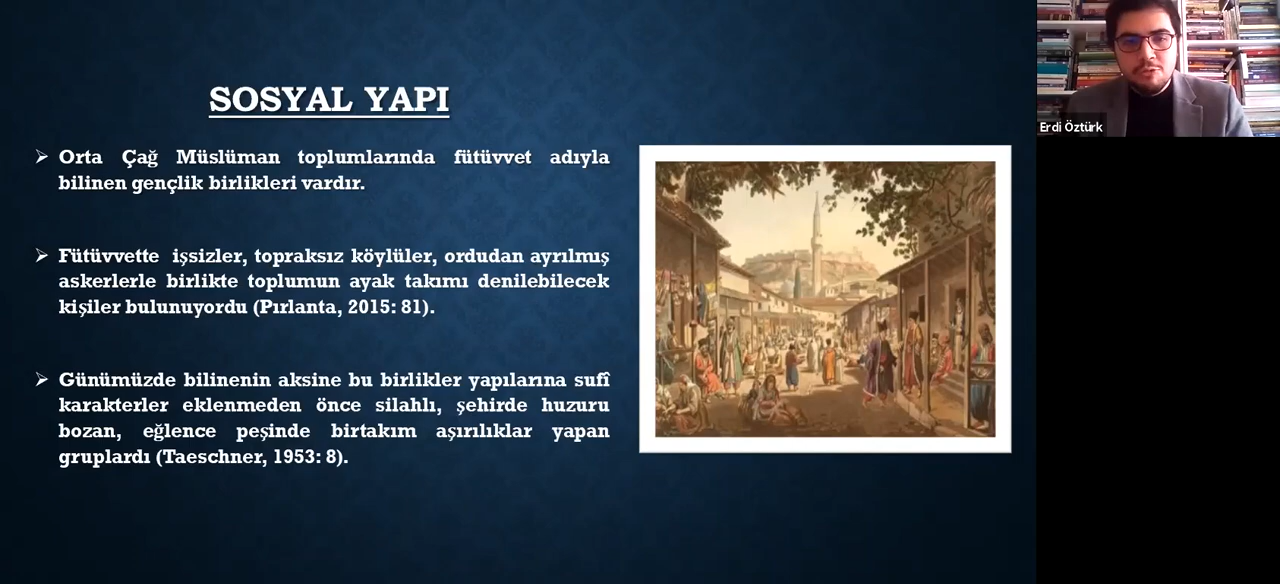 SOSYAL YAPI
➢ Orta Çağ Müslüman toplumlarında fütüvvet adıyla
bilinen gençlik birlikleri vardır.
➢ Fütüvvette işsizler, topraksız köylüler, ordudan ayrılmış
askerlerle birlikte toplumun ayak takımı denilebilecek
kişiler bulunuyordu (Pırlanta, 2015: 81).
➢ Günümüzde bilinenin aksine bu birlikler yapılarına sufî
karakterler eklenmeden önce silahlı, şehirde huzuru
bozan, eğlence peşinde birtakım aşırılıklar yapan
gruplardı (Taeschner, 1953: 8).
Erdi Öztürk